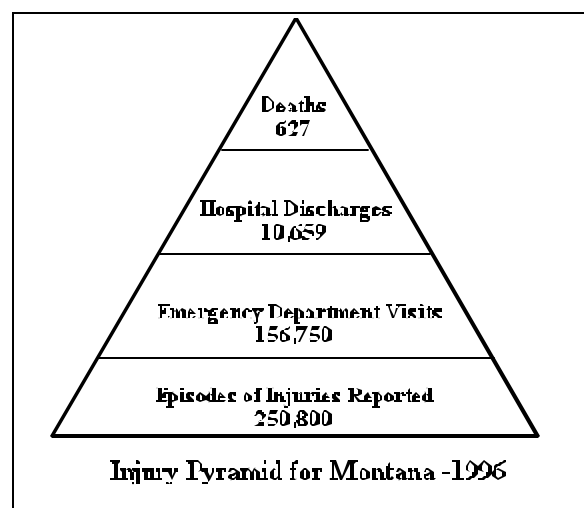 Deaths
627
Hospital Discharges
10,659
Emergency Department Visits
156,750
Episodes of Injuries Reported
250,800
Injury Pyramid for Montana -1996